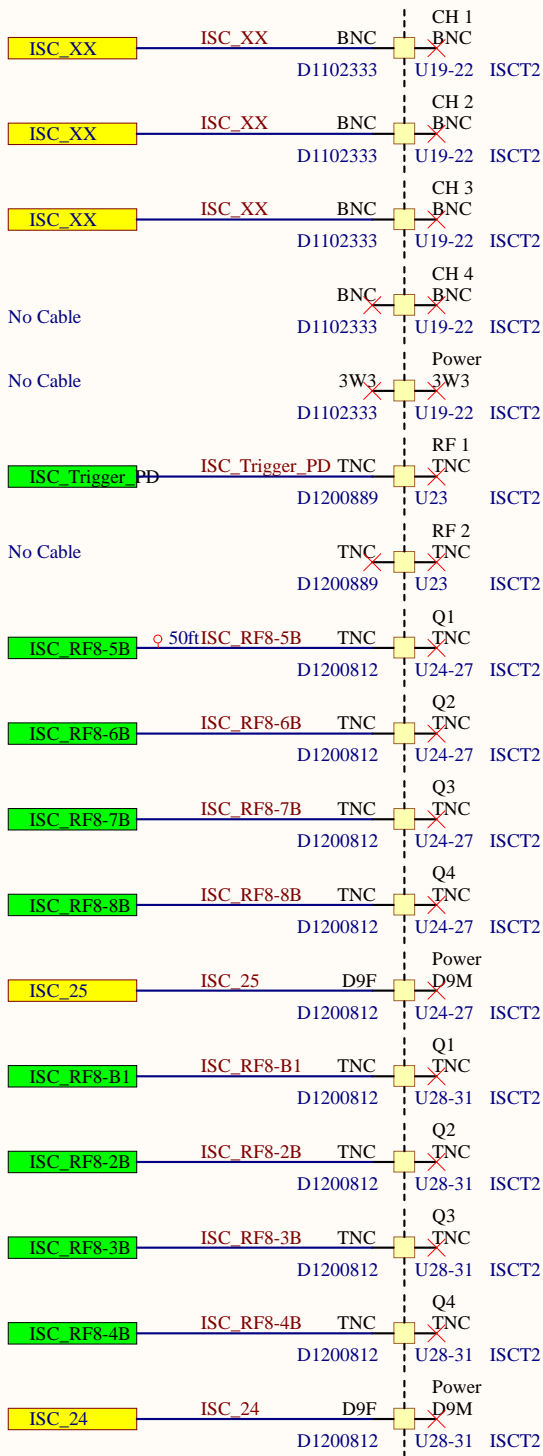 CH 1
ISC_XX ISC_XX BNC BNC
D1102333 U19-22 ISCT2
CH 2
ISC_XX ISC_XX BNC BNC
D1102333 U19-22 ISCT2
CH 3
ISC_XX ISC_XX BNC BNC
D1102333 U19-22 ISCT2
CH 4
BNC BNC
No Cable D1102333 U19-22 ISCT2
Power
No Cable 3W3 3W3
D1102333 U19-22 ISCT2
RF 1
ISC_Trigger_PD ISC_Trigger_PD TNC TNC
D1200889 U23 ISCT2
RF 2
No Cable TNC TNC
D1200889 U23 ISCT2
Q1
ISC_RF8-5B 50ft ISC_RF8-5B TNC TNC
D1200812 U24-27 ISCT2
Q2
ISC_RF8-6B ISC_RF8-6B TNC TNC
D1200812 U24-27 ISCT2
Q3
ISC_RF8-7B ISC_RF8-7B TNC TNC
D1200812 U24-27 ISCT2
Q4
ISC_RF8-8B ISC_RF8-8B TNC TNC
D1200812 U24-27 ISCT2
Power
ISC_25 ISC_25 D9F D9M
D1200812 U24-27 ISCT2
Q1
ISC_RF8-B1 ISC_RF8-B1 TNC TNC
D1200812 U28-31 ISCT2
Q2
ISC_RF8-2B ISC_RF8-2B TNC TNC
D1200812 U28-31 ISCT2
Q3
ISC_RF8-3B ISC_RF8-3B TNC TNC
D1200812 U28-31 ISCT2
Q4
ISC_RF8-4B ISC_RF8-4B TNC TNC
D1200812 U28-31 ISCT2
Power
ISC_24 ISC_24 D9F D9M
D1200812 U28-31 ISCT2